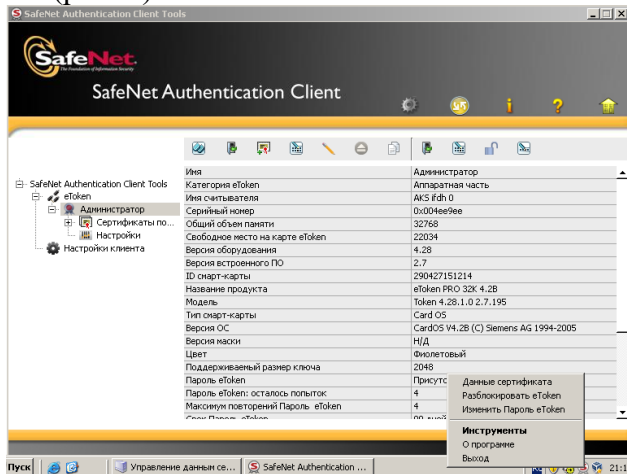 SafeNet Authentication Client Tools
SafeNet.
The Foundation of Information Security
SafeNet Authentication Client
SafeNet Authentication Client Tools
eToken
Администратор
Сертификаты по...
Настройки
Настройки клиента
Имя Администратор
Категория eToken Аппаратная часть
Имя считывателя AKS ifdh 0
Серийный номер 0x004ee9ee
Общий объем памяти 32768
Свободное место на карте eToken 22034
Версия оборудования 4.28
Версия встроенного ПО 2.7
ID смарт-карты 290427151214
Название продукта eToken PRO 32K 4.2B
Модель Token 4.28.1.0 2.7.195
Тип смарт-карты Card OS
Версия ОС CardOS V4.2B (C) Siemens AG 1994-2005
Версия маски Н/Д
Цвет Фиолетовый
Поддерживаемый размер ключа 2048
Пароль eToken Присутс
Пароль eToken: осталось попыток 4
Максимум повторений Пароль eToken 4
Срок Пароль eToken
Данные сертификата
Разблокировать eToken
Изменить Пароль eToken
Инструменты
О программе
Выход
Пуск
Управление данным се...
SafeNet Authentication ...